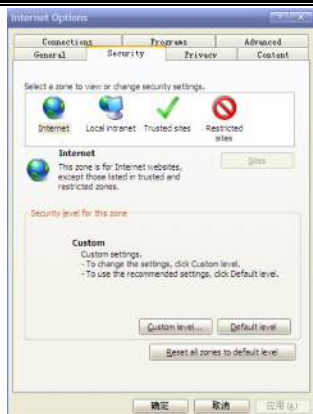 Internet Options
Connections Programs Advanced
General Security Privacy Content
Select a zone to view or change security settings.
Internet Local intranet Trusted sites Restricted
sites
Internet
This zone is for Internet websites,
except those listed in trusted and
restricted zones.
Sites
Security level for this zone
Custom
Custom settings.
- To change the settings, click Custom level.
- To use the recommended settings, click Default level.
Custom level... Default level
Reset all zones to default level
确定 取消 应用(A)